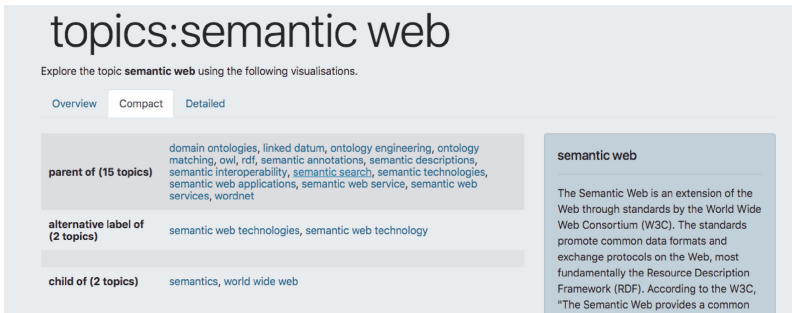 topics:semantic web
Explore the topic semantic web using the following visualisations.
Overview Compact Detailed
parent of (15 topics)
domain ontologies, linked datum, ontology engineering, ontology
matching, owl, rdf, semantic annotations, semantic descriptions,
semantic interoperability, semantic search, semantic technologies,
semantic web applications, semantic web service, semantic web
services, wordnet
alternative label of
(2 topics)
semantic web technologies, semantic web technology
child of (2 topics)
semantics, world wide web
semantic web
The Semantic Web is an extension of the
Web through standards by the World Wide
Web Consortium (W3C). The standards
promote common data formats and
exchange protocols on the Web, most
fundamentally the Resource Description
Framework (RDF). According to the W3C,
"The Semantic Web provides a common